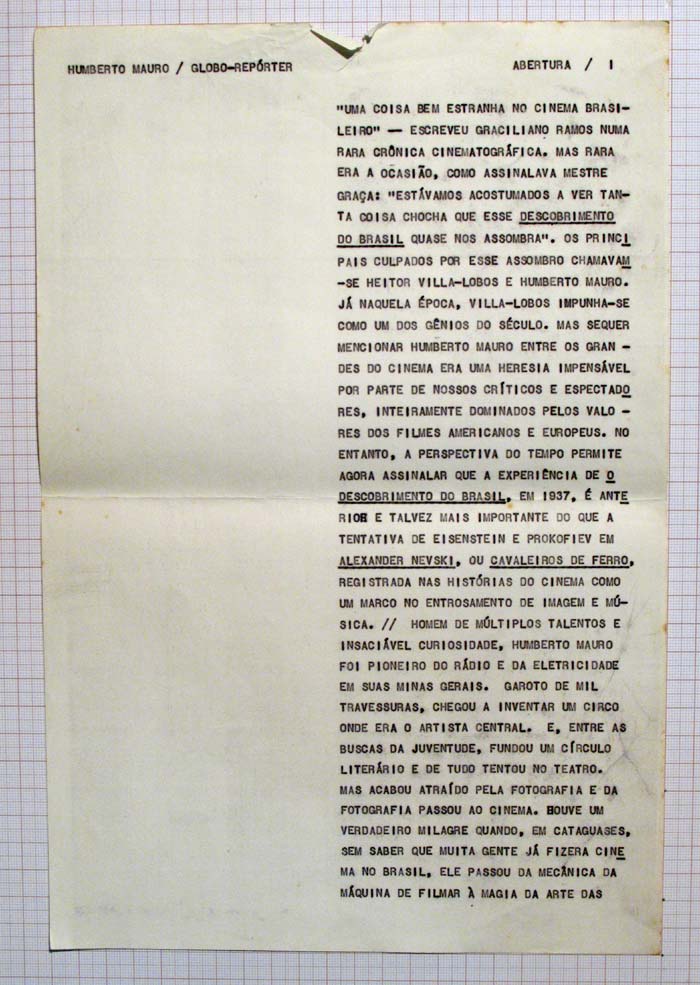 HUMBERTO MAURO / GLOBO-REPÓRTER ABERTURA / I
"UMA COISA BEM ESTRANHA NO CINEMA BRASI-
LEIRO" — ESCREVEU GRACILIANO RAMOS NUMA
RARA CRÔNICA CINEMATOGRÁFICA. MAS RARA
ERA A OCASIÃO, COMO ASSINALAVA MESTRE
GRAÇA: "ESTÁVAMOS ACOSTUMADOS A VER TAN-
TA COISA CHOCHA QUE ESSE DESCOBRIMENTO
DO BRASIL QUASE NOS ASSOMBRA". OS PRINCI
PAIS CULPADOS POR ESSE ASSOMBRO CHAMAVAM
-SE HEITOR VILLA-LOBOS E HUMBERTO MAURO.
JÁ NAQUELA ÉPOCA, VILLA-LOBOS IMPUNHA-SE
COMO UM DOS GÊNIOS DO SÉCULO. MAS SEQUER
MENCIONAR HUMBERTO MAURO ENTRE OS GRAN -
DES DO CINEMA ERA UMA HERESIA IMPENSÁVEL
POR PARTE DE NOSSOS CRÍTICOS E ESPECTADO
RES, INTEIRAMENTE DOMINADOS PELOS VALO -
RES DOS FILMES AMERICANOS E EUROPEUS. NO
ENTANTO, A PERSPECTIVA DO TEMPO PERMITE
AGORA ASSINALAR QUE A EXPERIÊNCIA DE O
DESCOBRIMENTO DO BRASIL, EM 1937, É ANTE
RIOR E TALVEZ MAIS IMPORTANTE DO QUE A
TENTATIVA DE EISENSTEIN E PROKOFIEV EM
ALEXANDER NEVSKI, OU CAVALEIROS DE FERRO,
REGISTRADA NAS HISTÓRIAS DO CINEMA COMO
UM MARCO NO ENTROSAMENTO DE IMAGEM E MÚ-
SICA. // HOMEM DE MÚLTIPLOS TALENTOS E
INSACIÁVEL CURIOSIDADE, HUMBERTO MAURO
FOI PIONEIRO DO RÁDIO E DA ELETRICIDADE
EM SUAS MINAS GERAIS. GAROTO DE MIL
TRAVESSURAS, CHEGOU A INVENTAR UM CIRCO
ONDE ERA O ARTISTA CENTRAL. E, ENTRE AS
BUSCAS DA JUVENTUDE, FUNDOU UM CÍRCULO
LITERÁRIO E DE TUDO TENTOU NO TEATRO.
MAS ACABOU ATRAÍDO PELA FOTOGRAFIA E DA
FOTOGRAFIA PASSOU AO CINEMA. HOUVE UM
VERDADEIRO MILAGRE QUANDO, EM CATAGUASES,
SEM SABER QUE MUITA GENTE JÁ FIZERA CINE
MA NO BRASIL, ELE PASSOU DA MECÂNICA DA
MÁQUINA DE FILMAR À MAGIA DA ARTE DAS